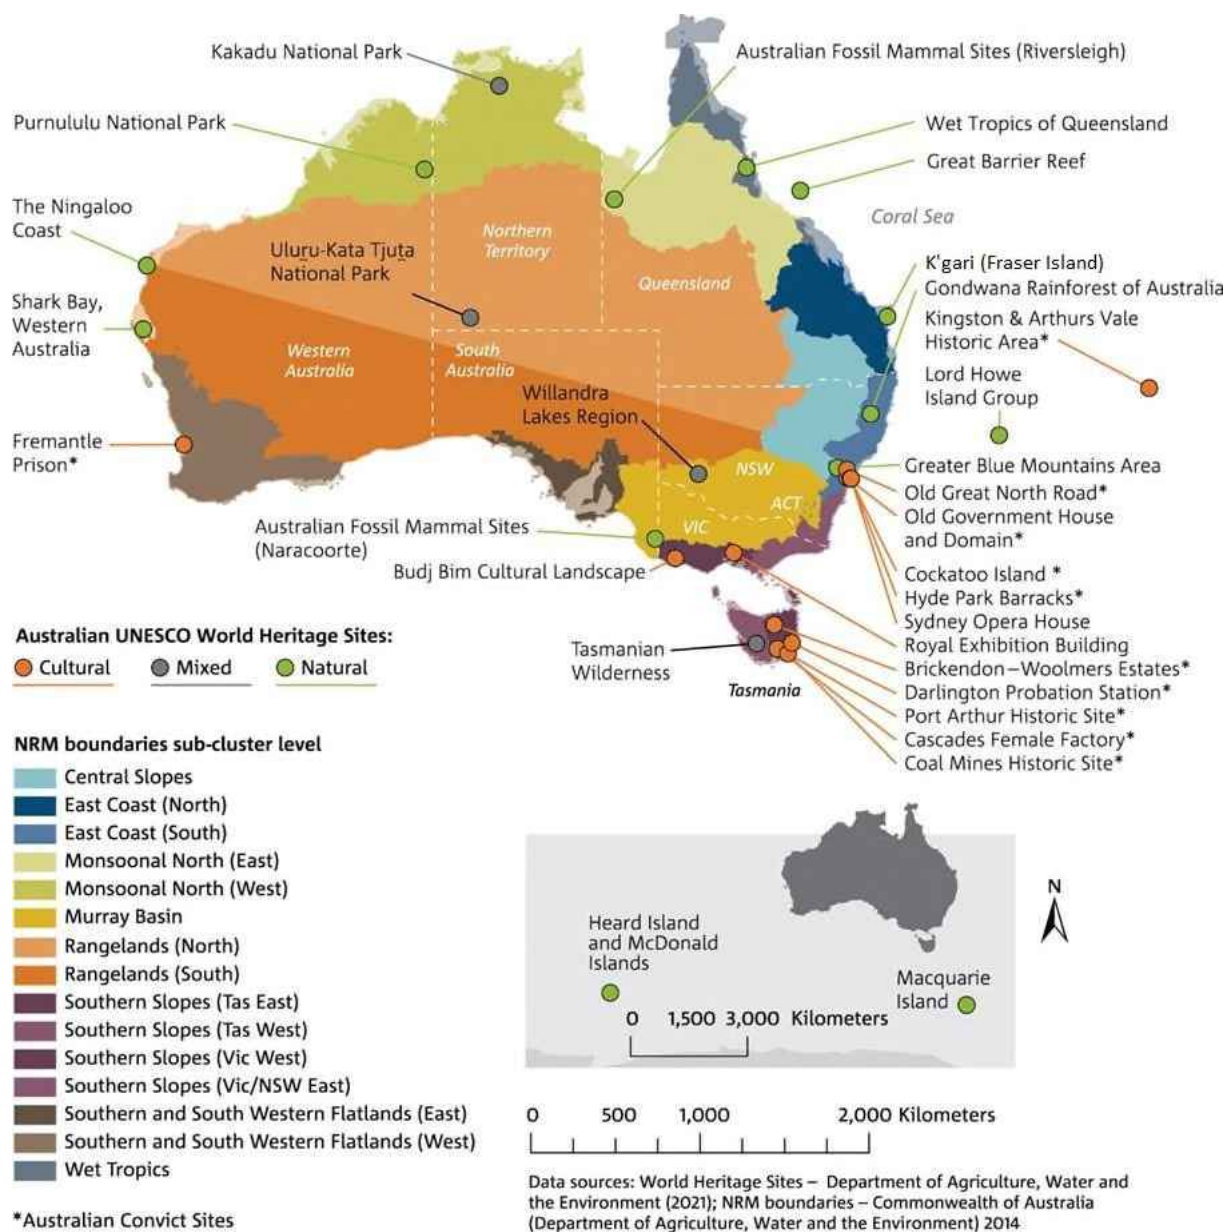 Kakadu National Park
Australian Fossil Mammal Sites (Riversleigh)
Purnululu National Park
Wet Tropics of Queensland
Great Barrier Reef
The Ningaloo
Coast
Coral Sea
Uluṟu-Kata Tjuṯa
National Park
Northern
Territory
Queensland
K'gari (Fraser Island)
Gondwana Rainforest of Australia
Shark Bay,
Western
Australia
Kingston & Arthurs Vale
Historic Area*
Western
Australia
South
Australia
Lord Howe
Island Group
Willandra
Lakes Region
Fremantle
Prison*
NSW
ACT
VIC
Greater Blue Mountains Area
Old Great North Road*
Old Government House
and Domain*
Australian Fossil Mammal Sites
(Naracoorte)
Budj Bim Cultural Landscape
Cockatoo Island *
Hyde Park Barracks*
Sydney Opera House
Royal Exhibition Building
Brickendon–Woolmers Estates*
Darlington Probation Station*
Port Arthur Historic Site*
Cascades Female Factory*
Coal Mines Historic Site*
Tasmanian
Wilderness
Tasmania
Australian UNESCO World Heritage Sites:
Cultural
Mixed
Natural
NRM boundaries sub-cluster level
Central Slopes
East Coast (North)
East Coast (South)
Monsoonal North (East)
Monsoonal North (West)
Murray Basin
Rangelands (North)
Rangelands (South)
Southern Slopes (Tas East)
Southern Slopes (Tas West)
Southern Slopes (Vic West)
Southern Slopes (Vic/NSW East)
Southern and South Western Flatlands (East)
Southern and South Western Flatlands (West)
Wet Tropics
*Australian Convict Sites
N
Heard Island
and McDonald
Islands
Macquarie
Island
0 1,500 3,000 Kilometers
0 500 1,000 2,000 Kilometers
Data sources: World Heritage Sites – Department of Agriculture, Water and
the Environment (2021); NRM boundaries – Commonwealth of Australia
(Department of Agriculture, Water and the Environment) 2014